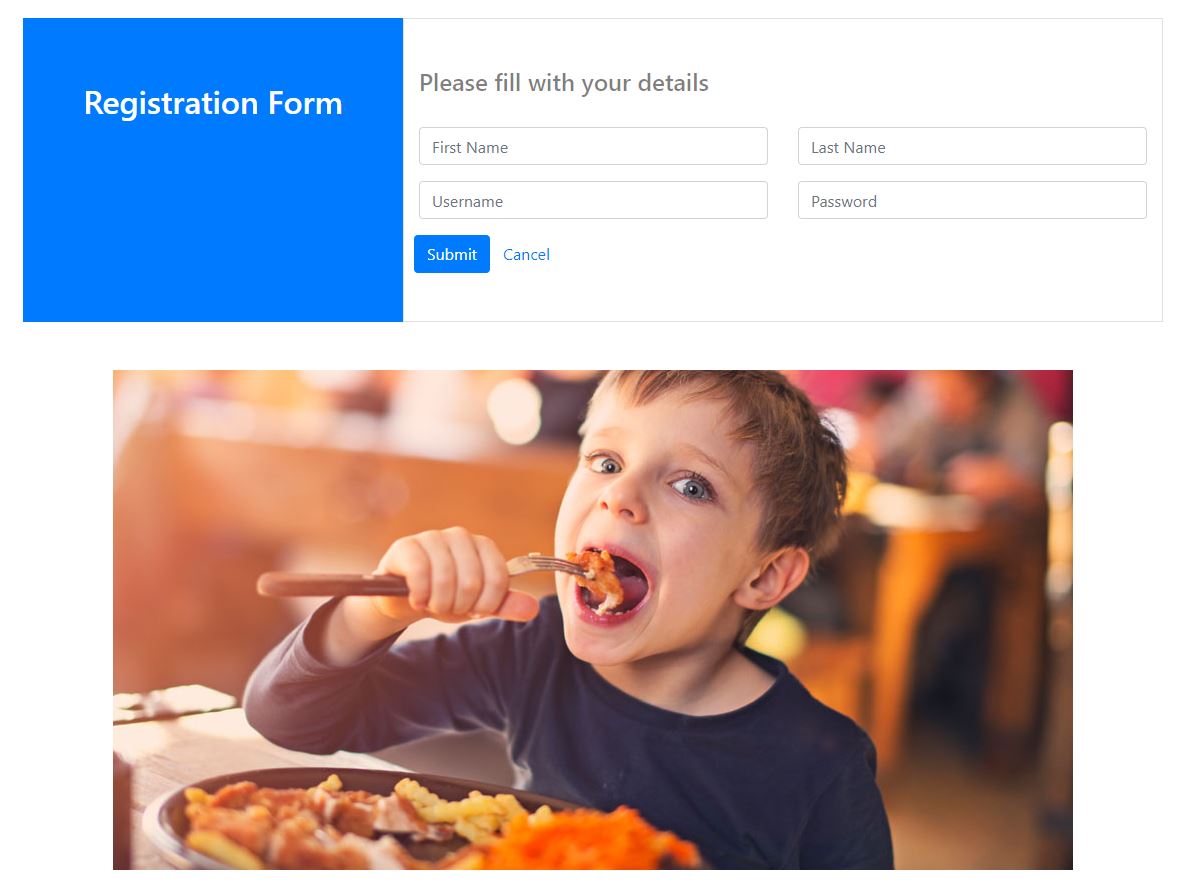 Registration Form
Please fill with your details
First Name
Last Name
Username
Password
Submit
Cancel